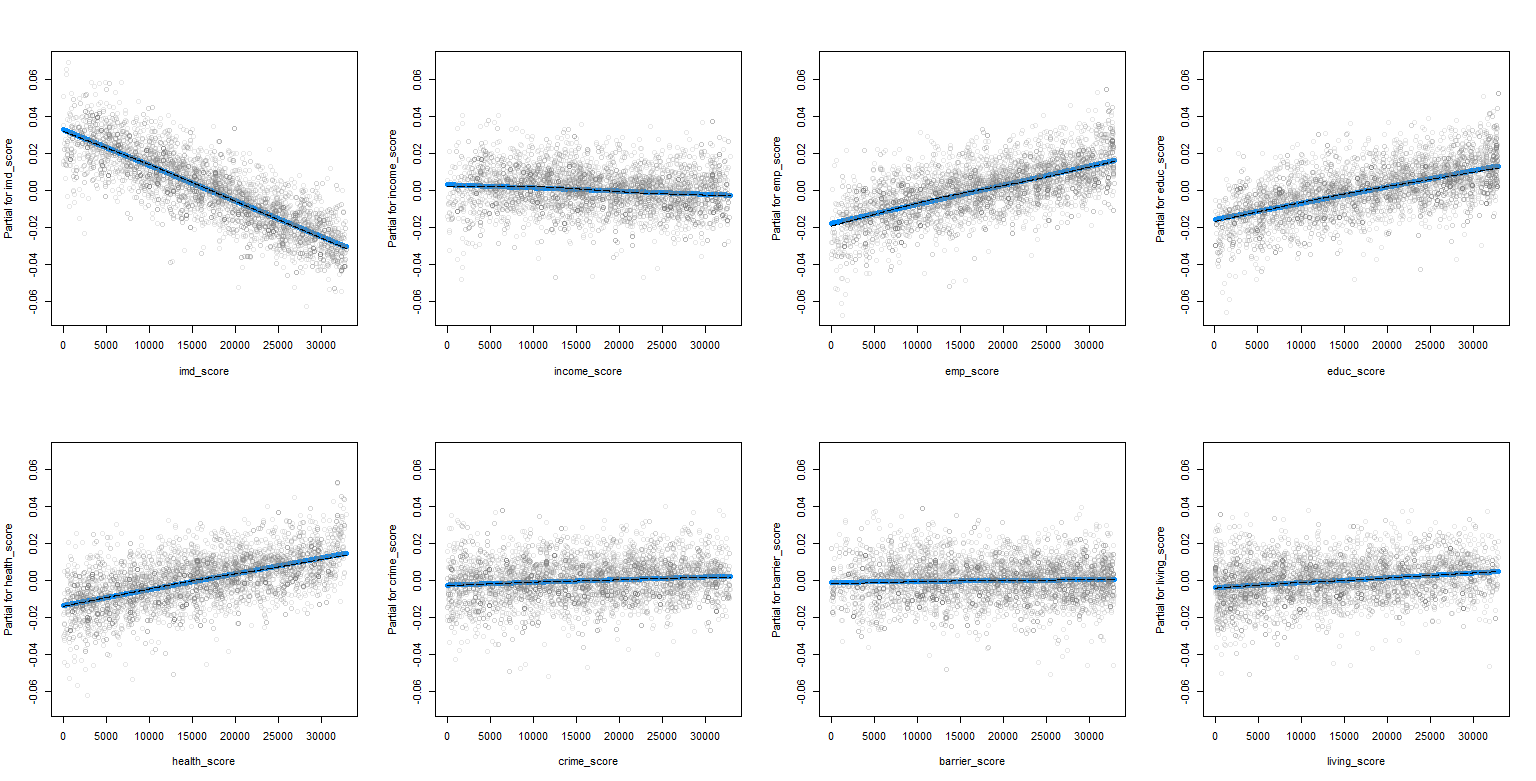 Partial for imd_score
0.06
0.04
0.02
0.00
-0.02
-0.04
-0.06
0 5000 10000 15000 20000 25000 30000
imd_score
Partial for income_score
0.06
0.04
0.02
0.00
-0.02
-0.04
-0.06
0 5000 10000 15000 20000 25000 30000
income_score
Partial for emp_score
0.06
0.04
0.02
0.00
-0.02
-0.04
-0.06
0 5000 10000 15000 20000 25000 30000
emp_score
Partial for educ_score
0.06
0.04
0.02
0.00
-0.02
-0.04
-0.06
0 5000 10000 15000 20000 25000 30000
educ_score
Partial for health_score
0.06
0.04
0.02
0.00
-0.02
-0.04
-0.06
0 5000 10000 15000 20000 25000 30000
health_score
Partial for crime_score
0.06
0.04
0.02
0.00
-0.02
-0.04
-0.06
0 5000 10000 15000 20000 25000 30000
crime_score
Partial for barrier_score
0.06
0.04
0.02
0.00
-0.02
-0.04
-0.06
0 5000 10000 15000 20000 25000 30000
barrier_score
Partial for living_score
0.06
0.04
0.02
0.00
-0.02
-0.04
-0.06
0 5000 10000 15000 20000 25000 30000
living_score